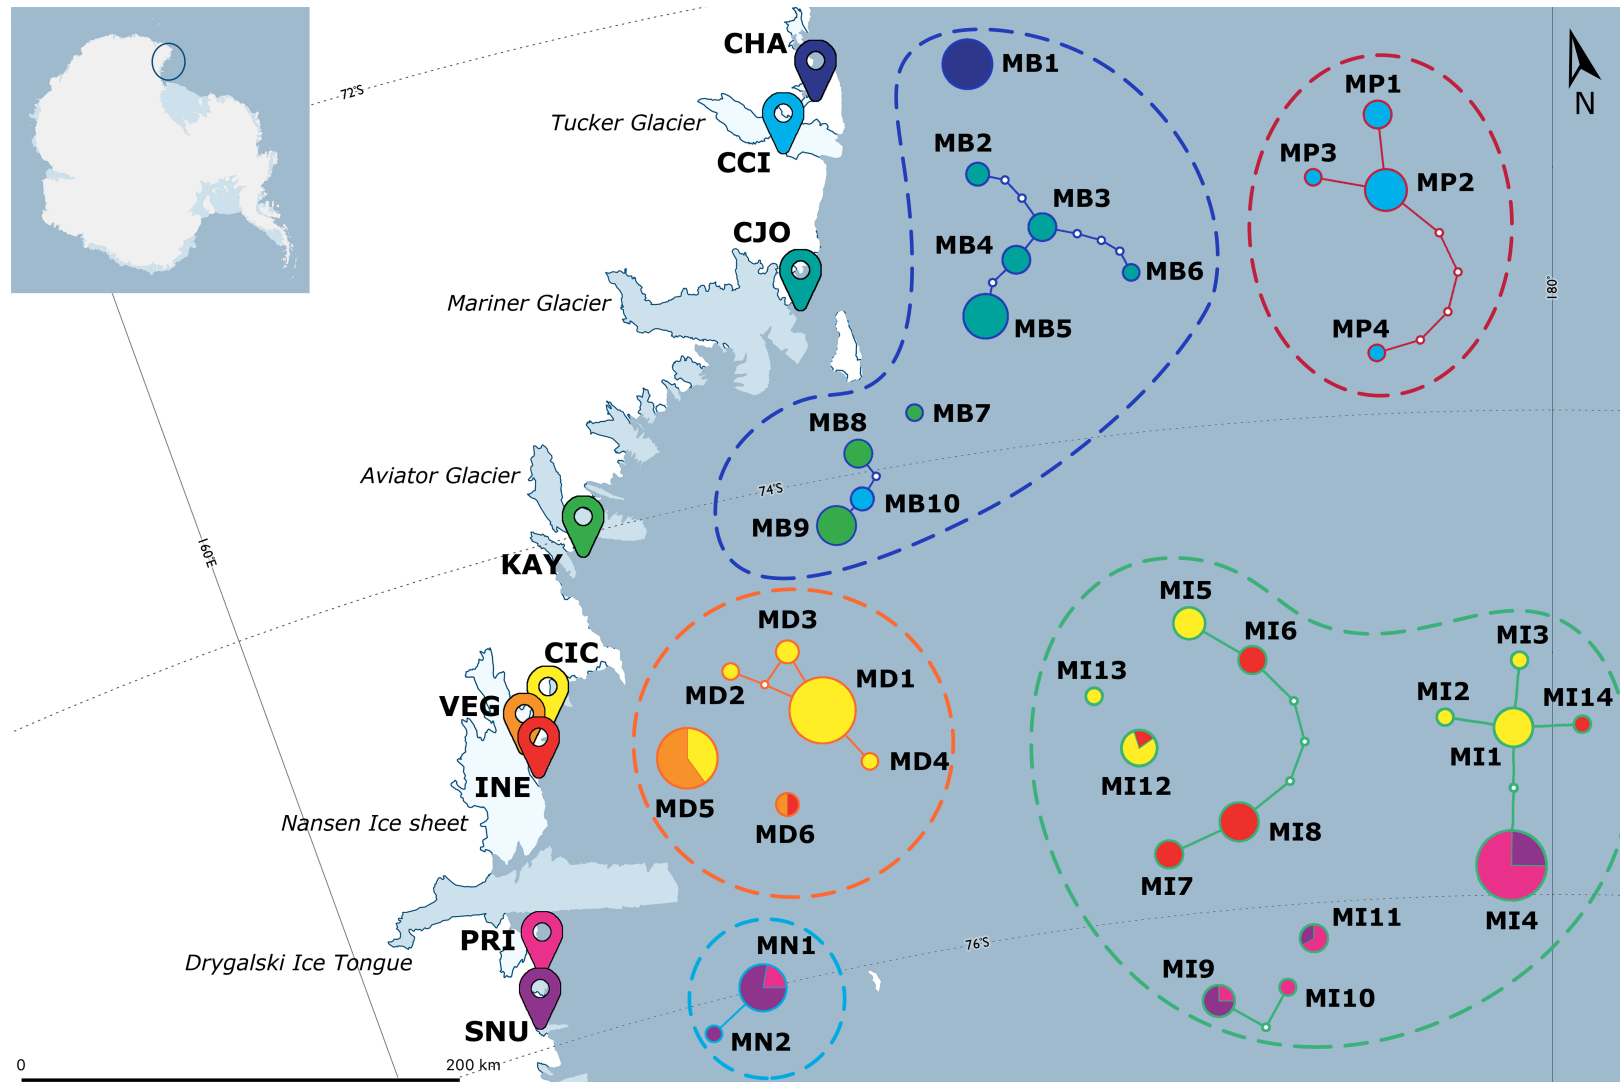 CHA
MB1
72°S
MP1
N
Tucker Glacier
CCI
MB2
MP3
MP2
MB3
CJO
MB4
MB6
180°
Mariner Glacier
MB5
MP4
MB7
MB8
Aviator Glacier
74°S
MB10
MB9
160°E
KAY
MI5
MD3
MI6
MI3
CIC
MI13
MD1
MD2
MI2
MI14
VEG
MI1
MD4
INE
MI12
MD5
Nansen Ice sheet
MD6
MI8
MI7
MI11
MI4
PRI
MN1
76°S
Drygalski Ice Tongue
MI9
MI10
SNU
MN2
0
200 km